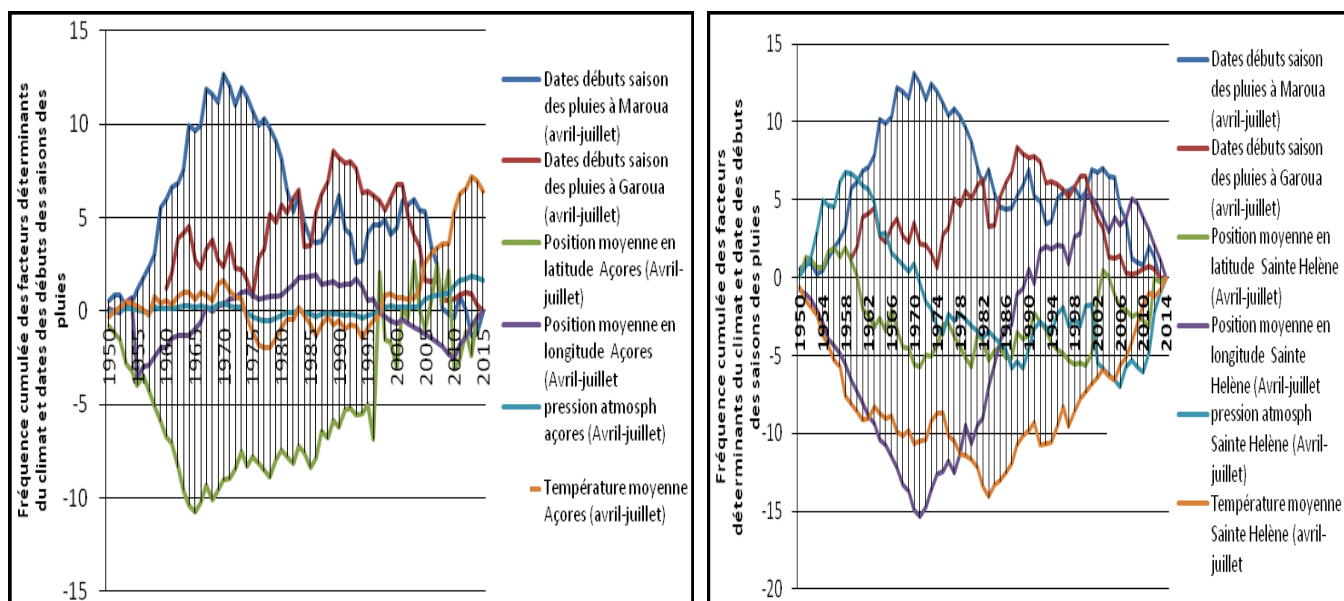 Fréquence cumulée des facteurs déterminants
du climat et dates des débuts des saisons des
pluies
15
10
5
0
-5
-10
-15
1950
1955
1960
1965
1970
1975
1980
1985
1990
1995
2000
2005
2010
2015
Dates débuts saison
des pluies à Maroua
(avril-juillet)
Dates débuts saison
des pluies à Garoua
(avril-juillet)
Position moyenne en
latitude Açores (Avril-
juillet)
Position moyenne en
longitude Açores
(Avril-juillet
pression atmosph
açores (Avril-juillet)
Température moyenne
Açores (avril-juillet)
Fréquence cumulée des facteurs
déterminants du climat et date des débuts
des saisons des pluies
15
10
5
0
-5
-10
-15
-20
1950
1954
1958
1962
1966
1970
1974
1978
1982
1986
1990
1994
1998
2002
2006
2010
2014
Dates débuts saison
des pluies à Maroua
(avril-juillet)
Dates débuts saison
des pluies à Garoua
(avril-juillet)
Position moyenne en
latitude Sainte Helène
(Avril-juillet)
Position moyenne en
longitude Sainte
Helène (Avril-juillet
pression atmosph
Sainte Helène (Avril-
juillet)
Température moyenne
Sainte Helène (avril-
juillet